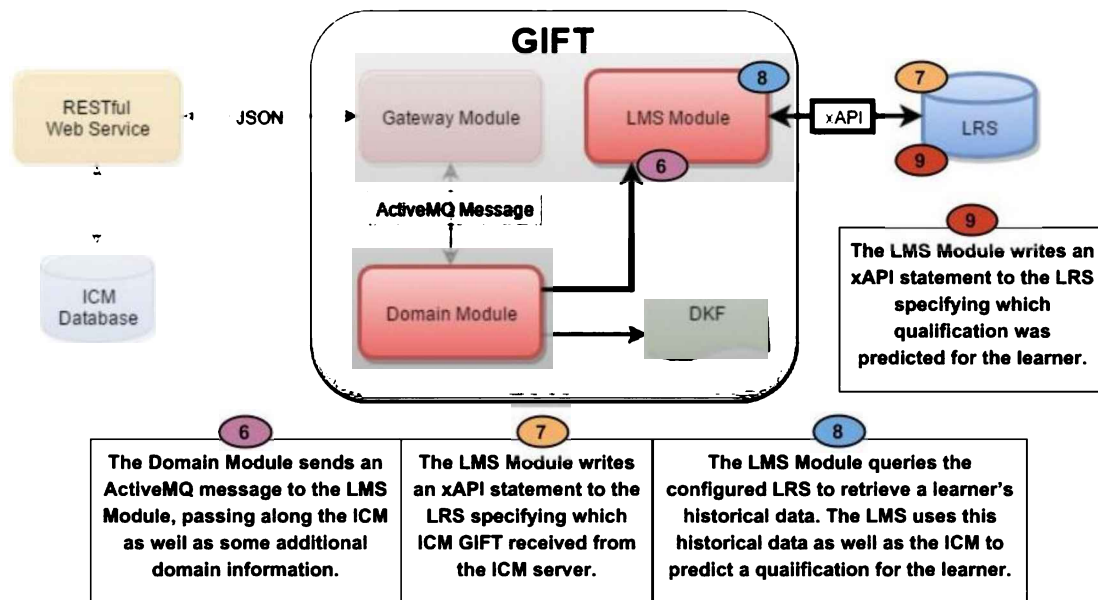 GIFT
RESTful
Web Service
JSON
Gateway Module
LMS Module
8
xAPI
7
LRS
9
6
ActiveMQ Message
ICM
Database
Domain Module
DKF
9
The LMS Module writes an
xAPI statement to the LRS
specifying which
qualification was
predicted for the learner.
6
The Domain Module sends an
ActiveMQ message to the LMS
Module, passing along the ICM
as well as some additional
domain information.
7
The LMS Module writes
an xAPI statement to the
LRS specifying which
ICM GIFT received from
the ICM server.
8
The LMS Module queries the
configured LRS to retrieve a learner's
historical data. The LMS uses this
historical data as well as the ICM to
predict a qualification for the learner.